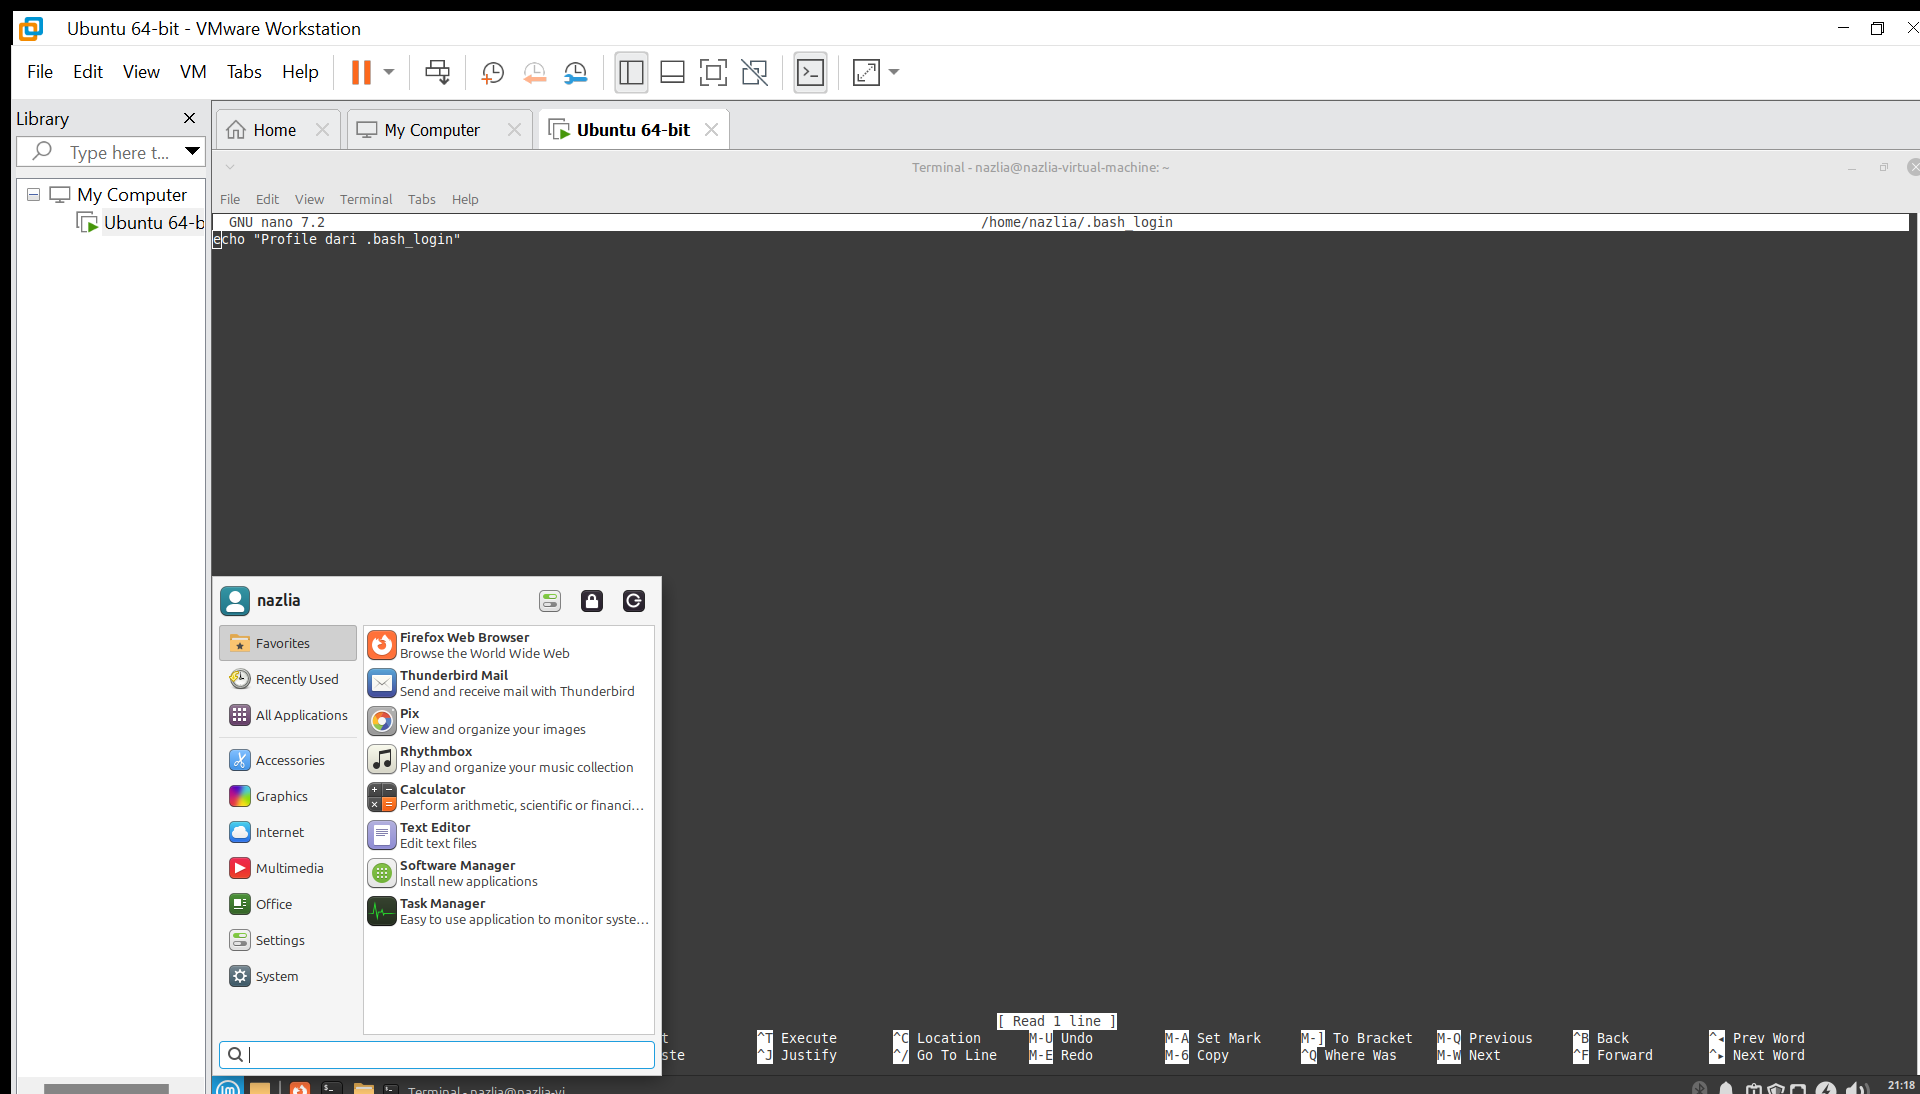 Ubuntu 64-bit - VMware Workstation
File Edit View VM Tabs Help
Library
Type here t...
My Computer
Ubuntu 64-b
Home
My Computer
Ubuntu 64-bit
Terminal - nazlia@nazlia-virtual-machine: ~
File Edit View Terminal Tabs Help
GNU nano 7.2 /home/nazlia/.bash_login
echo "Profile dari .bash_login"
nazlia
Favorites
Recently Used
All Applications
Accessories
Graphics
Internet
Multimedia
Office
Settings
System
Firefox Web Browser
Browse the World Wide Web
Thunderbird Mail
Send and receive mail with Thunderbird
Pix
View and organize your images
Rhythmbox
Play and organize your music collection
Calculator
Perform arithmetic, scientific or financi...
Text Editor
Edit text files
Software Manager
Install new applications
Task Manager
Easy to use application to monitor syste...
[ Read 1 line ]
t ^T Execute ^C Location M-U Undo M-A Set Mark M-] To Bracket M-Q Previous ^B Back ^◂ Prev Word
ste ^J Justify ^/ Go To Line M-E Redo M-6 Copy ^Q Where Was M-W Next ^F Forward ^▸ Next Word
Terminal - nazlia@nazlia-vi...
21:18